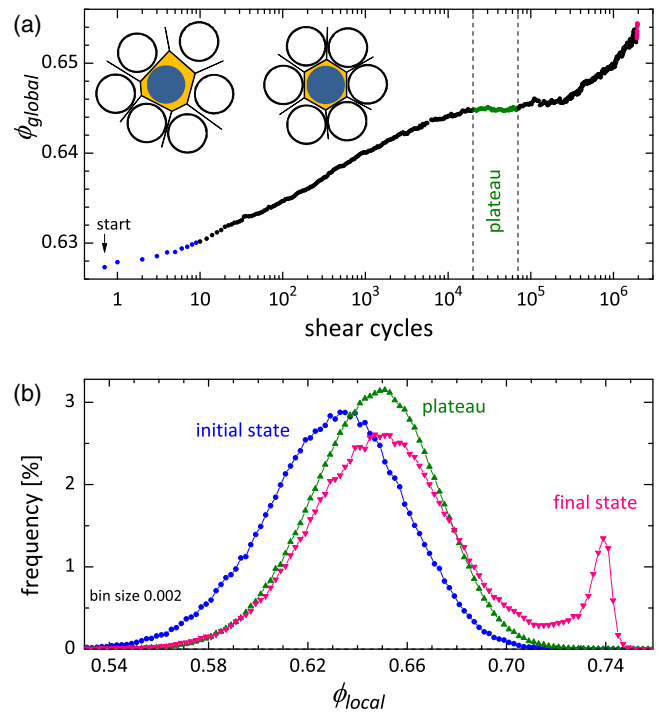 (a)
0.65
0.64
0.63
ϕglobal
start
plateau
1
10
10²
10³
10⁴
10⁵
10⁶
shear cycles
(b)
3
2
1
0
frequency [%]
initial state
plateau
final state
bin size 0.002
0.54
0.58
0.62
0.66
0.70
0.74
ϕlocal